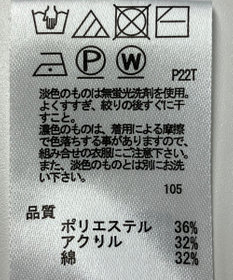 P
W
P22T
淡色のものは無蛍光洗剤を使用。
よくすすぎ、絞りの後すぐに干
すこと。
濃色のものは、着用による摩擦
で色落ちする事がありますので、
組み合せの衣服にご注意下さい。
また、淡色のものとは別にお洗
い下さい。
105
品質
ポリエステル 36%
アクリル 32%
綿 32%